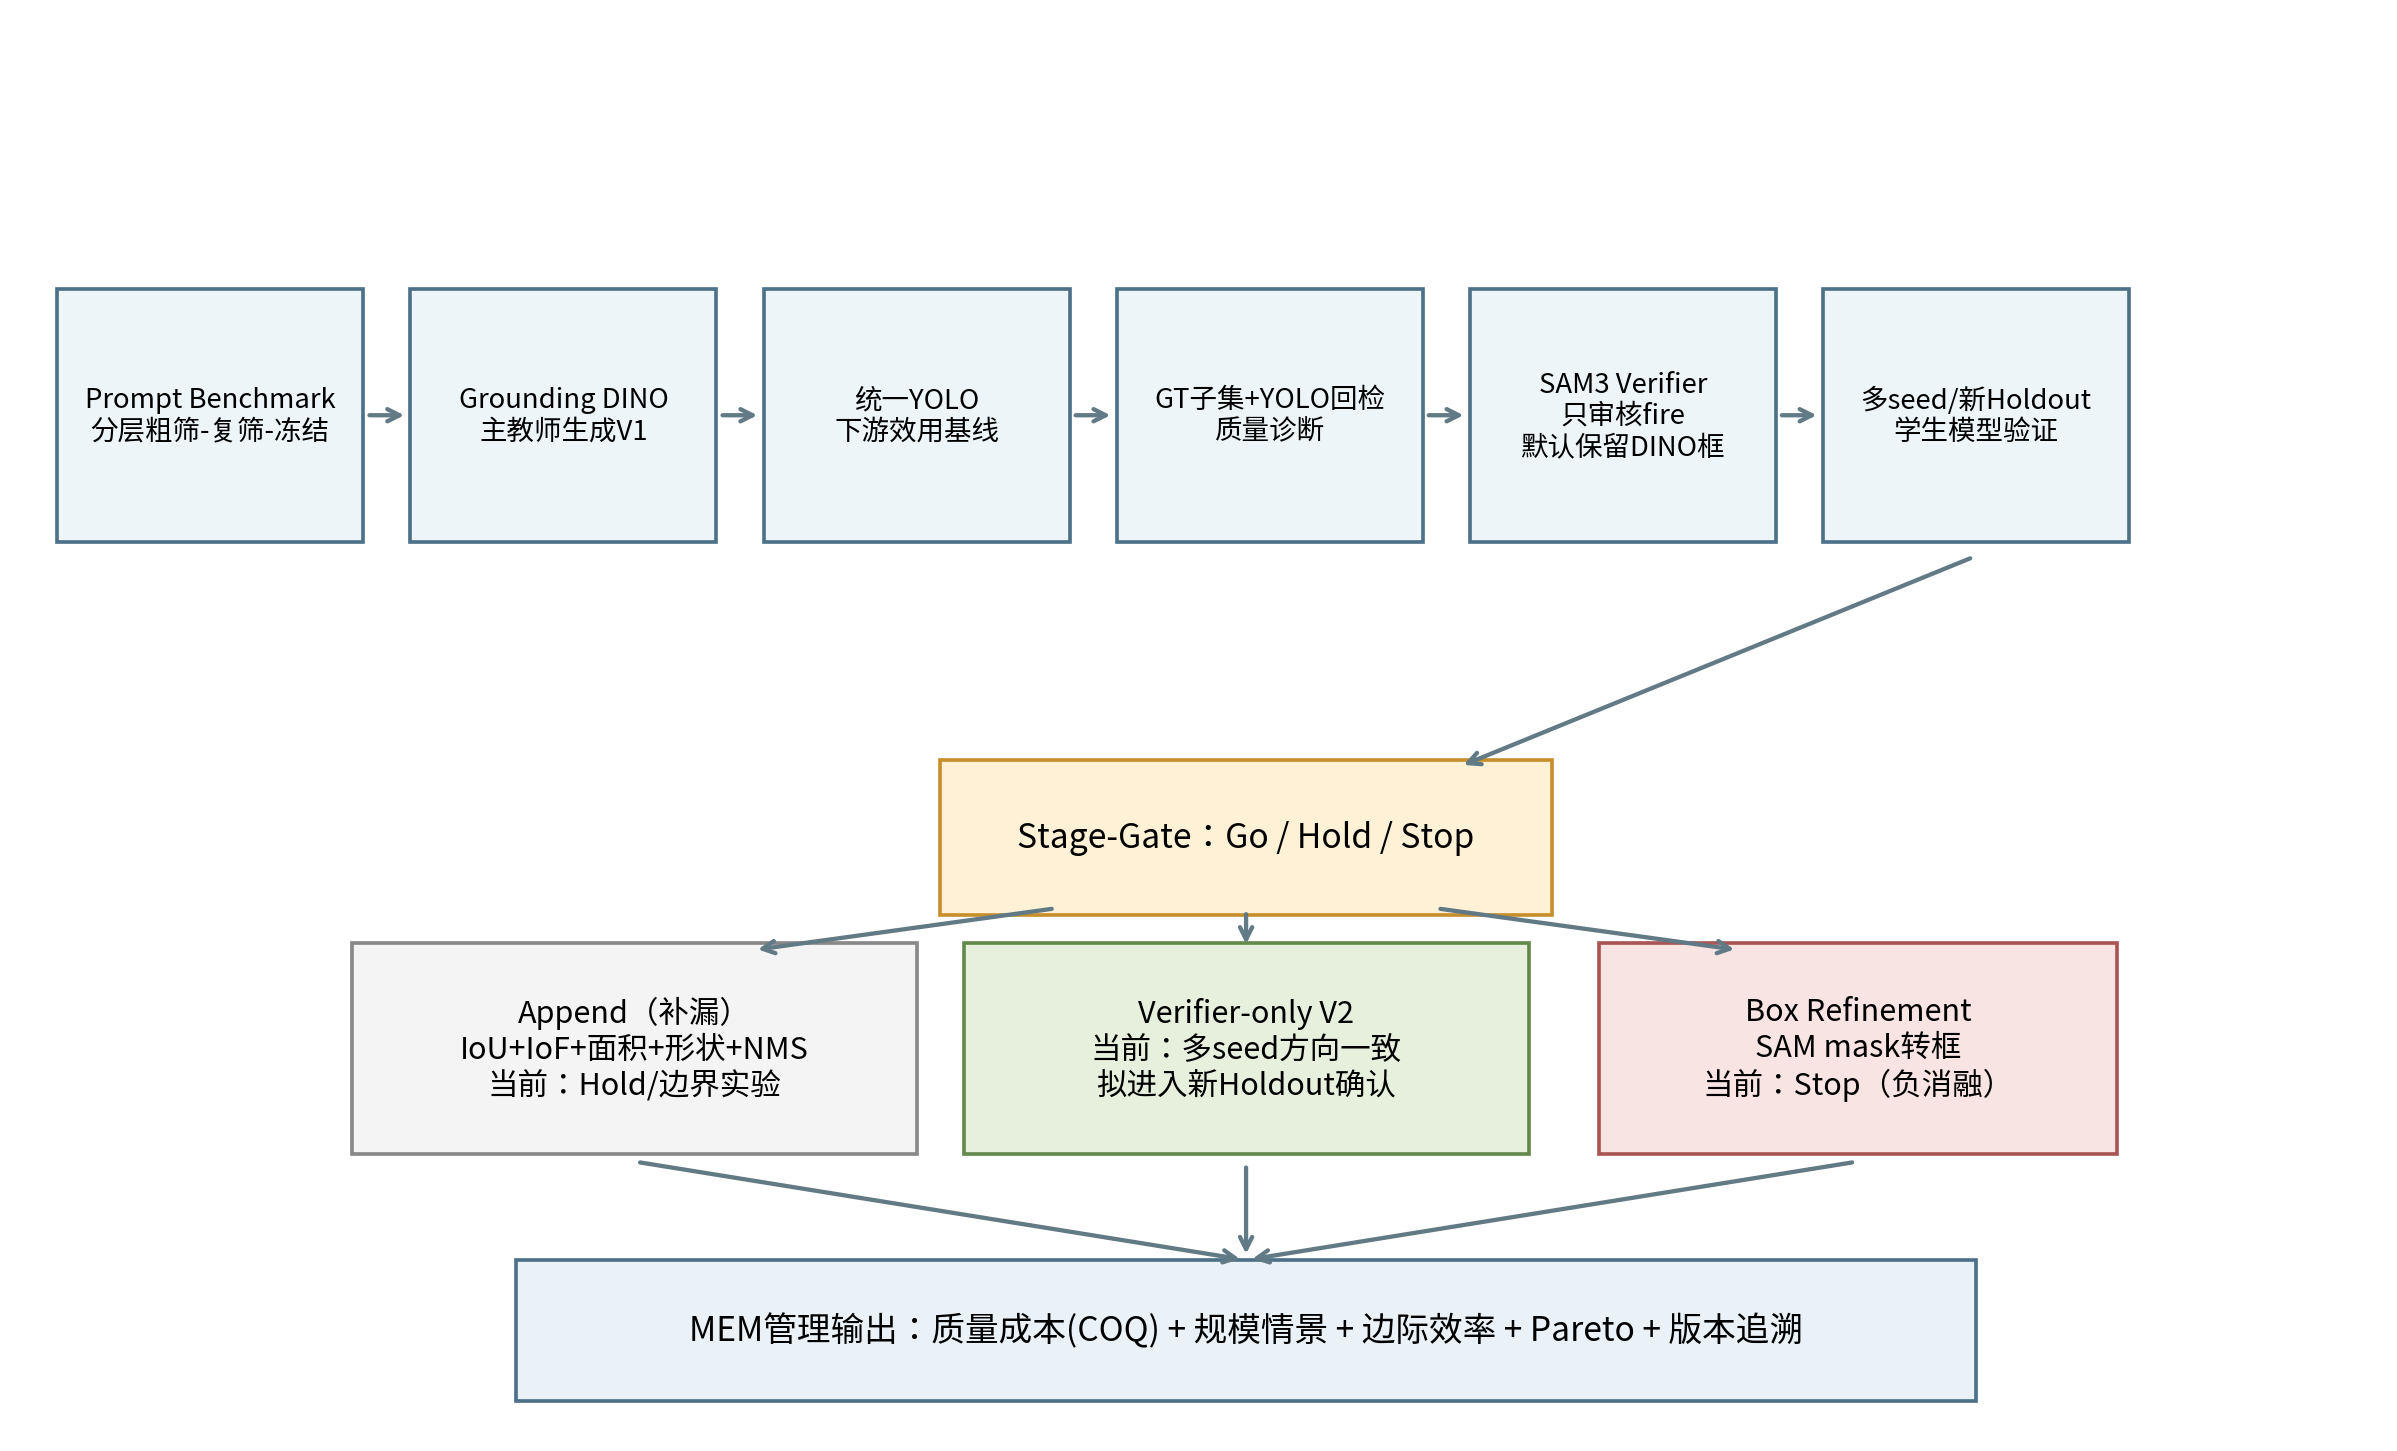 Prompt Benchmark
分层粗筛-复筛-冻结
Grounding DINO
主教师生成V1
统一YOLO
下游效用基线
GT子集+YOLO回检
质量诊断
SAM3 Verifier
只审核fire
默认保留DINO框
多seed/新Holdout
学生模型验证
Stage-Gate：Go / Hold / Stop
Append（补漏）
IoU+IoF+面积+形状+NMS
当前：Hold/边界实验
Verifier-only V2
当前：多seed方向一致
拟进入新Holdout确认
Box Refinement
SAM mask转框
当前：Stop（负消融）
MEM管理输出：质量成本(COQ) + 规模情景 + 边际效率 + Pareto + 版本追溯